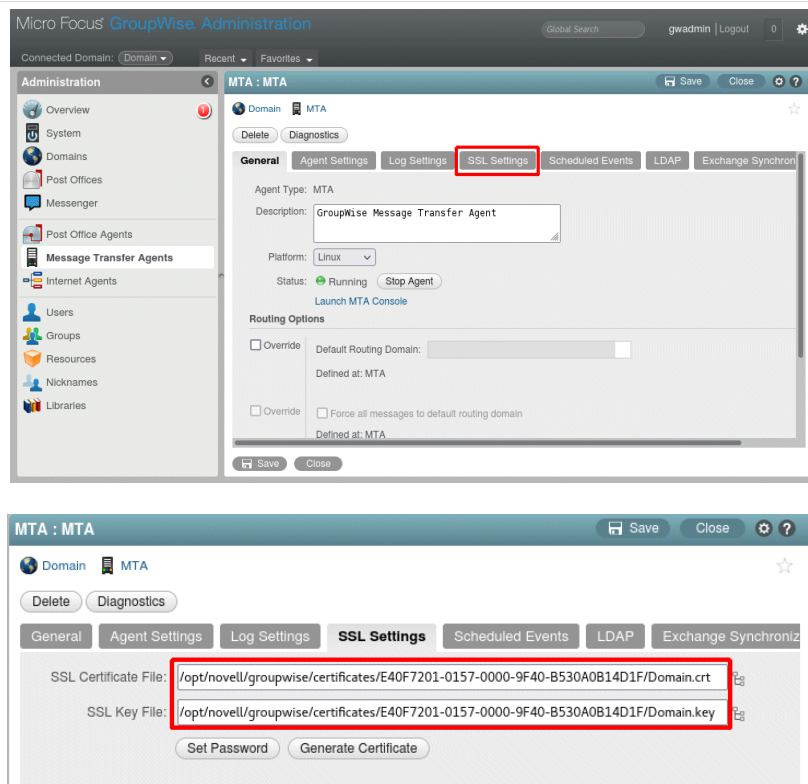 Micro Focus GroupWise Administration
Global Search
gwadmin | Logout
0
Connected Domain: Domain
Recent
Favorites
Administration
MTA : MTA
Save
Close
?
Overview
1
System
Domains
Post Offices
Messenger
Post Office Agents
Message Transfer Agents
Internet Agents
Users
Groups
Resources
Nicknames
Libraries
Domain
MTA
Delete
Diagnostics
General
Agent Settings
Log Settings
SSL Settings
Scheduled Events
LDAP
Exchange Synchron
Agent Type: MTA
Description: GroupWise Message Transfer Agent
Platform: Linux
Status: Running
Stop Agent
Launch MTA Console
Routing Options
Override
Default Routing Domain:
Defined at: MTA
Override
Force all messages to default routing domain
Defined at: MTA
Save
Close
MTA : MTA
Save
Close
?
Domain
MTA
Delete
Diagnostics
General
Agent Settings
Log Settings
SSL Settings
Scheduled Events
LDAP
Exchange Synchroniz
SSL Certificate File: /opt/novell/groupwise/certificates/E40F7201-0157-0000-9F40-B530A0B14D1F/Domain.crt
SSL Key File: /opt/novell/groupwise/certificates/E40F7201-0157-0000-9F40-B530A0B14D1F/Domain.key
Set Password
Generate Certificate